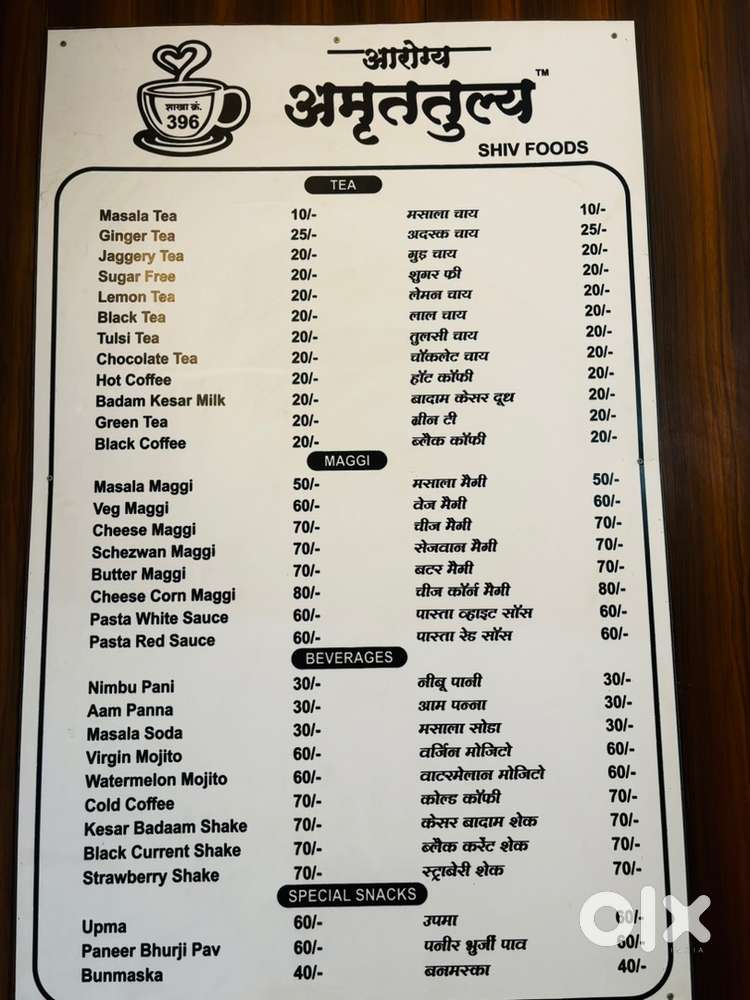 आरोग्य
शाखा क्रं.
396
अमृततुल्य™
SHIV FOODS
TEA
Masala Tea 10/- मसाला चाय 10/-
Ginger Tea 25/- अदरक चाय 25/-
Jaggery Tea 20/- गुड़ चाय 20/-
Sugar Free 20/- शुगर फ्री 20/-
Lemon Tea 20/- लेमन चाय 20/-
Black Tea 20/- लाल चाय 20/-
Tulsi Tea 20/- तुलसी चाय 20/-
Chocolate Tea 20/- चॉकलेट चाय 20/-
Hot Coffee 20/- हॉट कॉफी 20/-
Badam Kesar Milk 20/- बादाम केसर दूध 20/-
Green Tea 20/- ग्रीन टी 20/-
Black Coffee 20/- ब्लैक कॉफी 20/-
MAGGI
Masala Maggi 50/- मसाला मैगी 50/-
Veg Maggi 60/- वेज मैगी 60/-
Cheese Maggi 70/- चीज मैगी 70/-
Schezwan Maggi 70/- सेजवान मैगी 70/-
Butter Maggi 70/- बटर मैगी 70/-
Cheese Corn Maggi 80/- चीज कॉर्न मैगी 80/-
Pasta White Sauce 60/- पास्ता व्हाइट सॉस 60/-
Pasta Red Sauce 60/- पास्ता रेड सॉस 60/-
BEVERAGES
Nimbu Pani 30/- नीबू पानी 30/-
Aam Panna 30/- आम पन्ना 30/-
Masala Soda 30/- मसाला सोडा 30/-
Virgin Mojito 60/- वर्जिन मोजिटो 60/-
Watermelon Mojito 60/- वाटरमेलान मोजिटो 60/-
Cold Coffee 70/- कोल्ड कॉफी 70/-
Kesar Badaam Shake 70/- केसर बादाम शेक 70/-
Black Current Shake 70/- ब्लैक करेंट शेक 70/-
Strawberry Shake 70/- स्ट्राबेरी शेक 70/-
SPECIAL SNACKS
Upma 60/- उपमा 60/-
Paneer Bhurji Pav 60/- पनीर भुर्जी पाव 60/-
Bunmaska 40/- बनमस्का 40/-
olx
INDIA